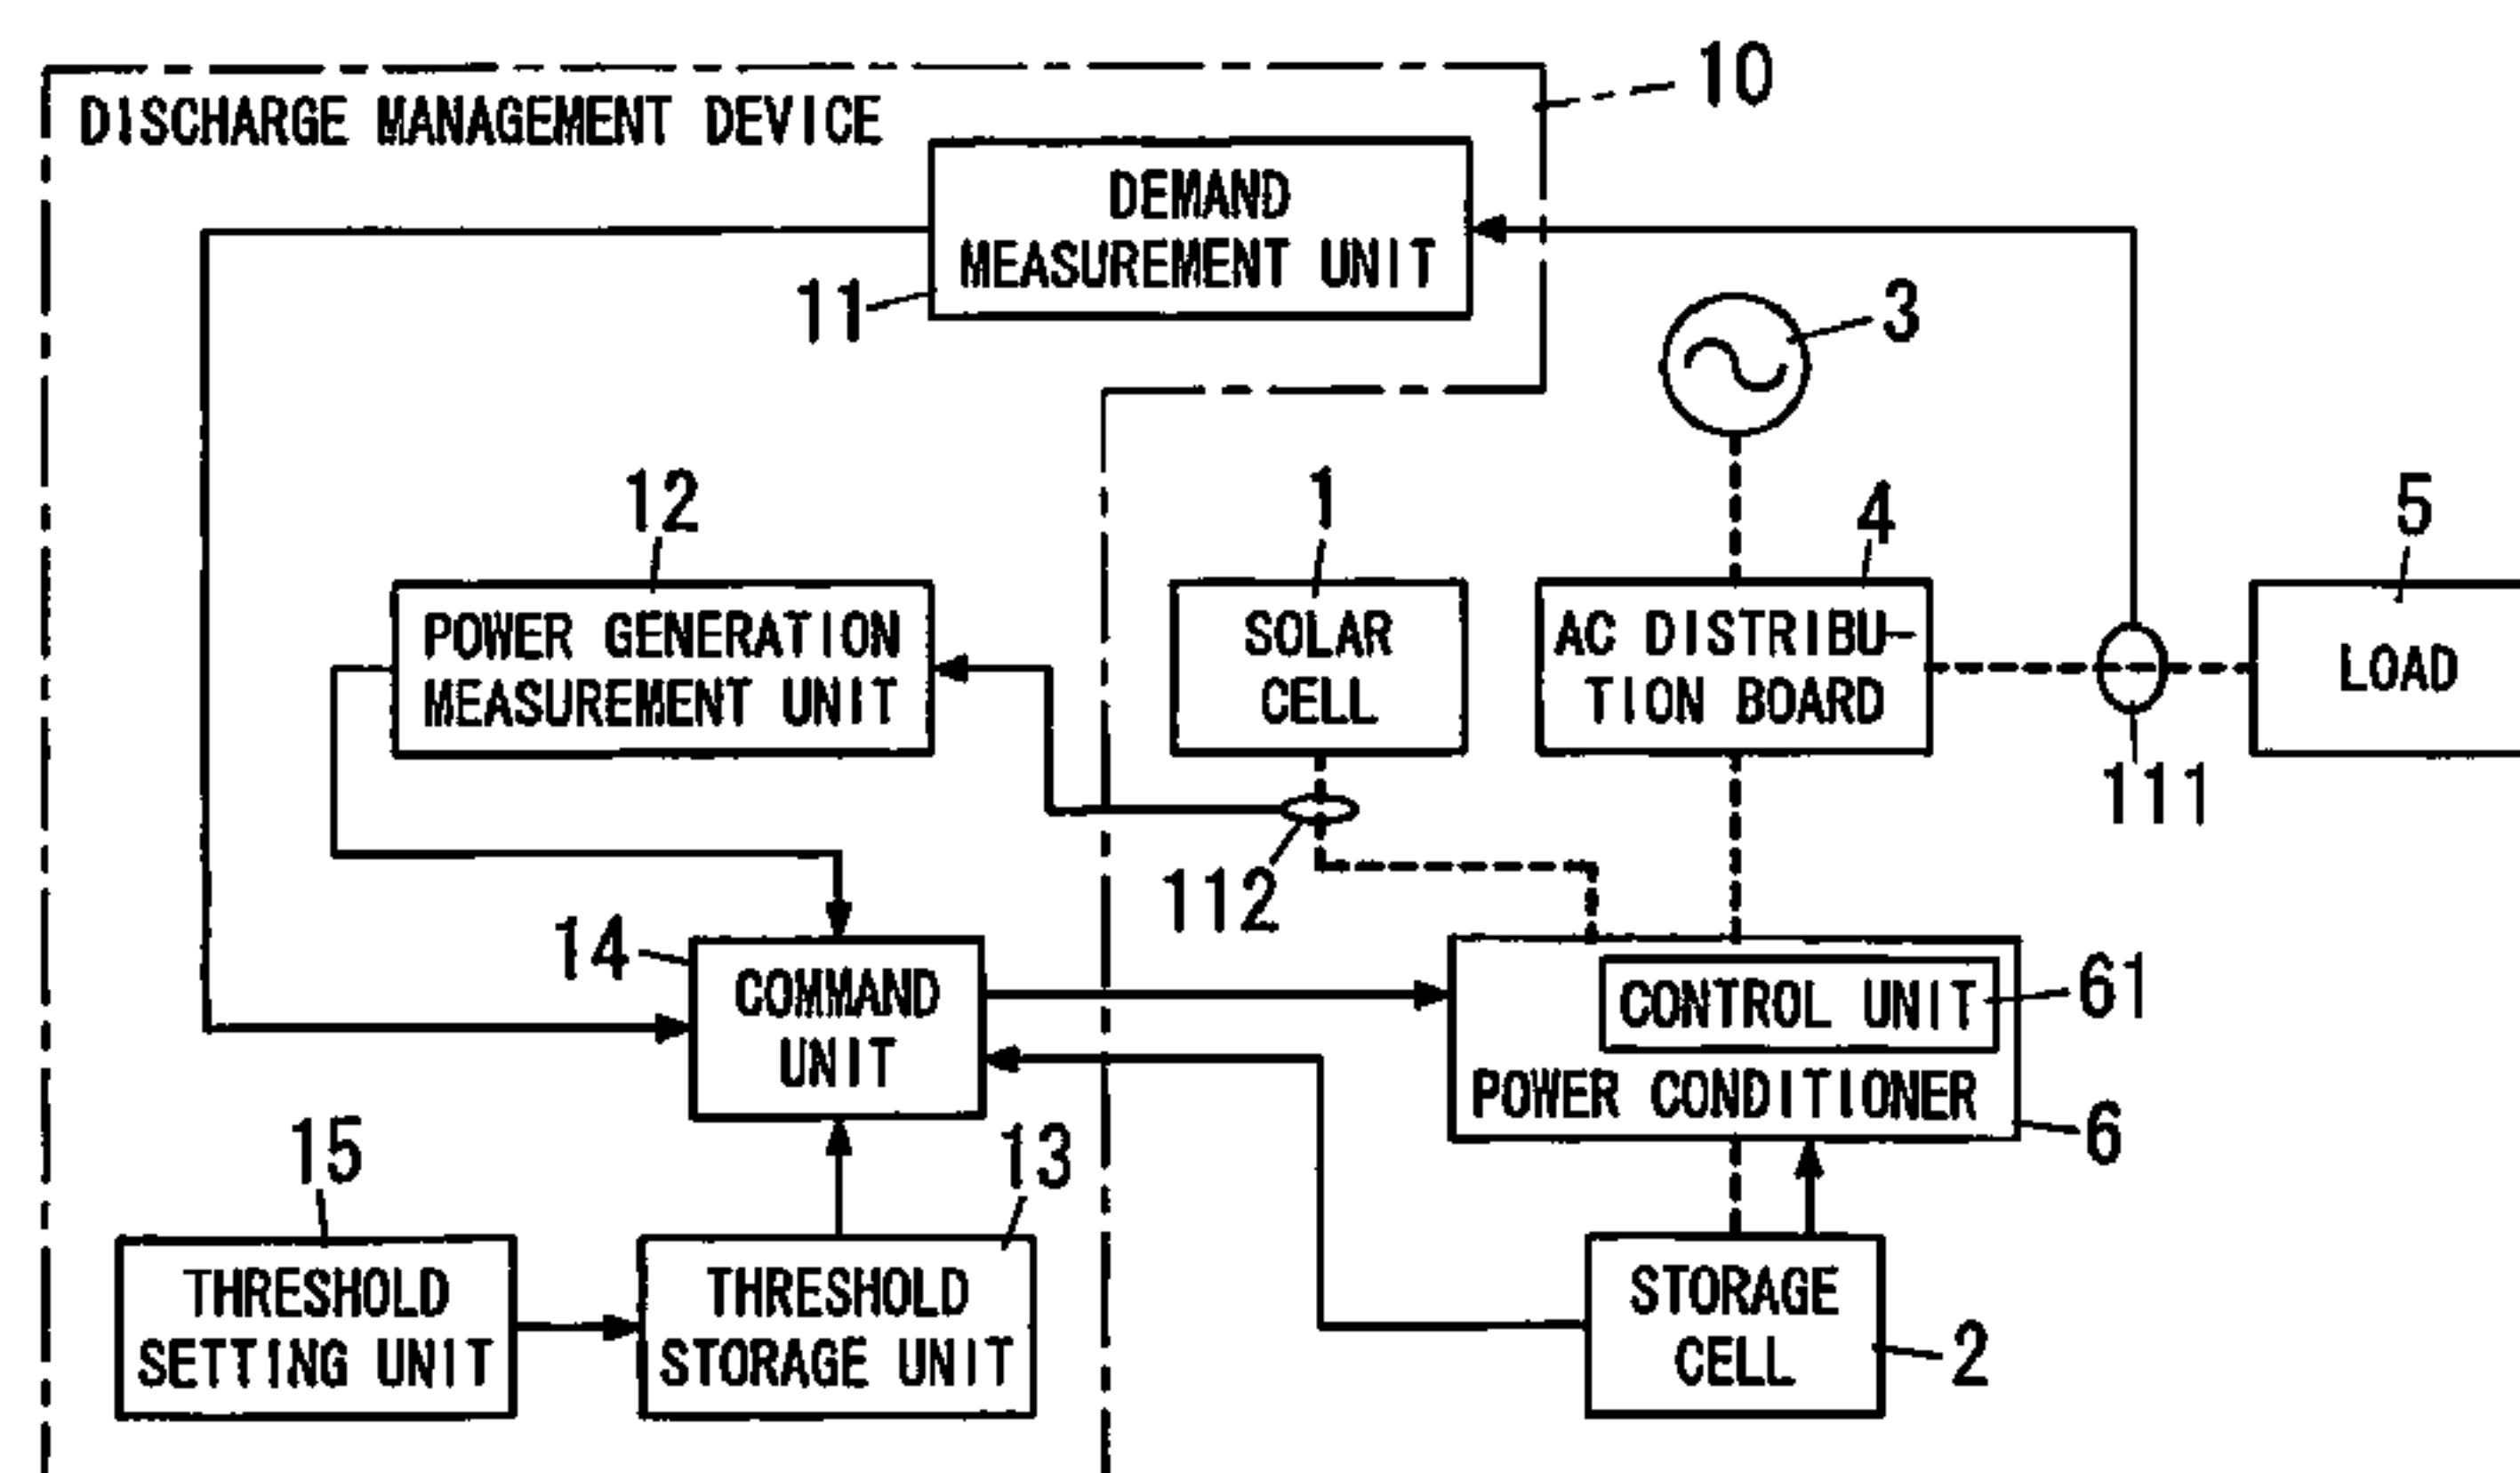 10
DISCHARGE MANAGEMENT DEVICE
DEMAND
MEASUREMENT UNIT
11
3
12
1
4
5
POWER GENERATION
MEASUREMENT UNIT
SOLAR
CELL
AC DISTRIBU-
TION BOARD
LOAD
111
112
14
COMMAND
UNIT
CONTROL UNIT
61
POWER CONDITIONER
6
15
13
THRESHOLD
SETTING UNIT
THRESHOLD
STORAGE UNIT
STORAGE
CELL
2